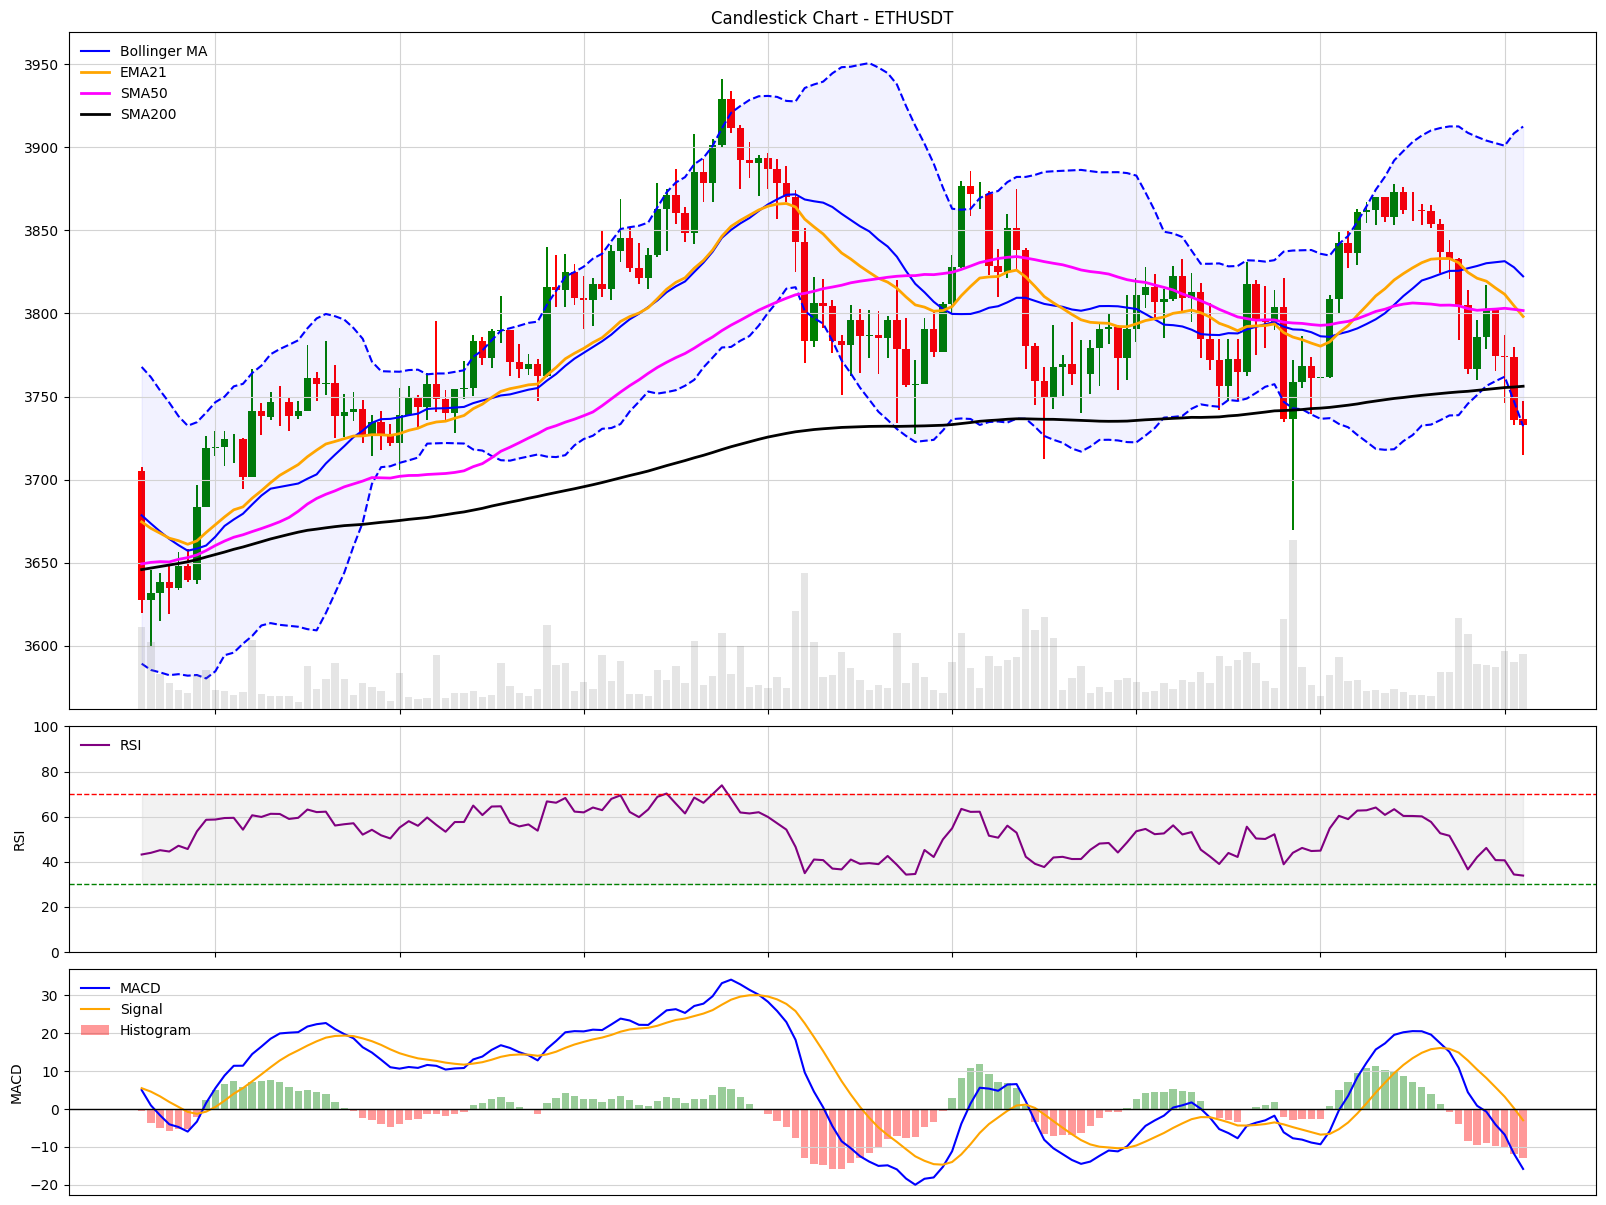 Candlestick Chart - ETHUSDT
Bollinger MA
EMA21
SMA50
SMA200
3950
3900
3850
3800
3750
3700
3650
3600
RSI
100
80
60
40
20
0
RSI
MACD
Signal
Histogram
30
20
10
0
−10
−20
MACD